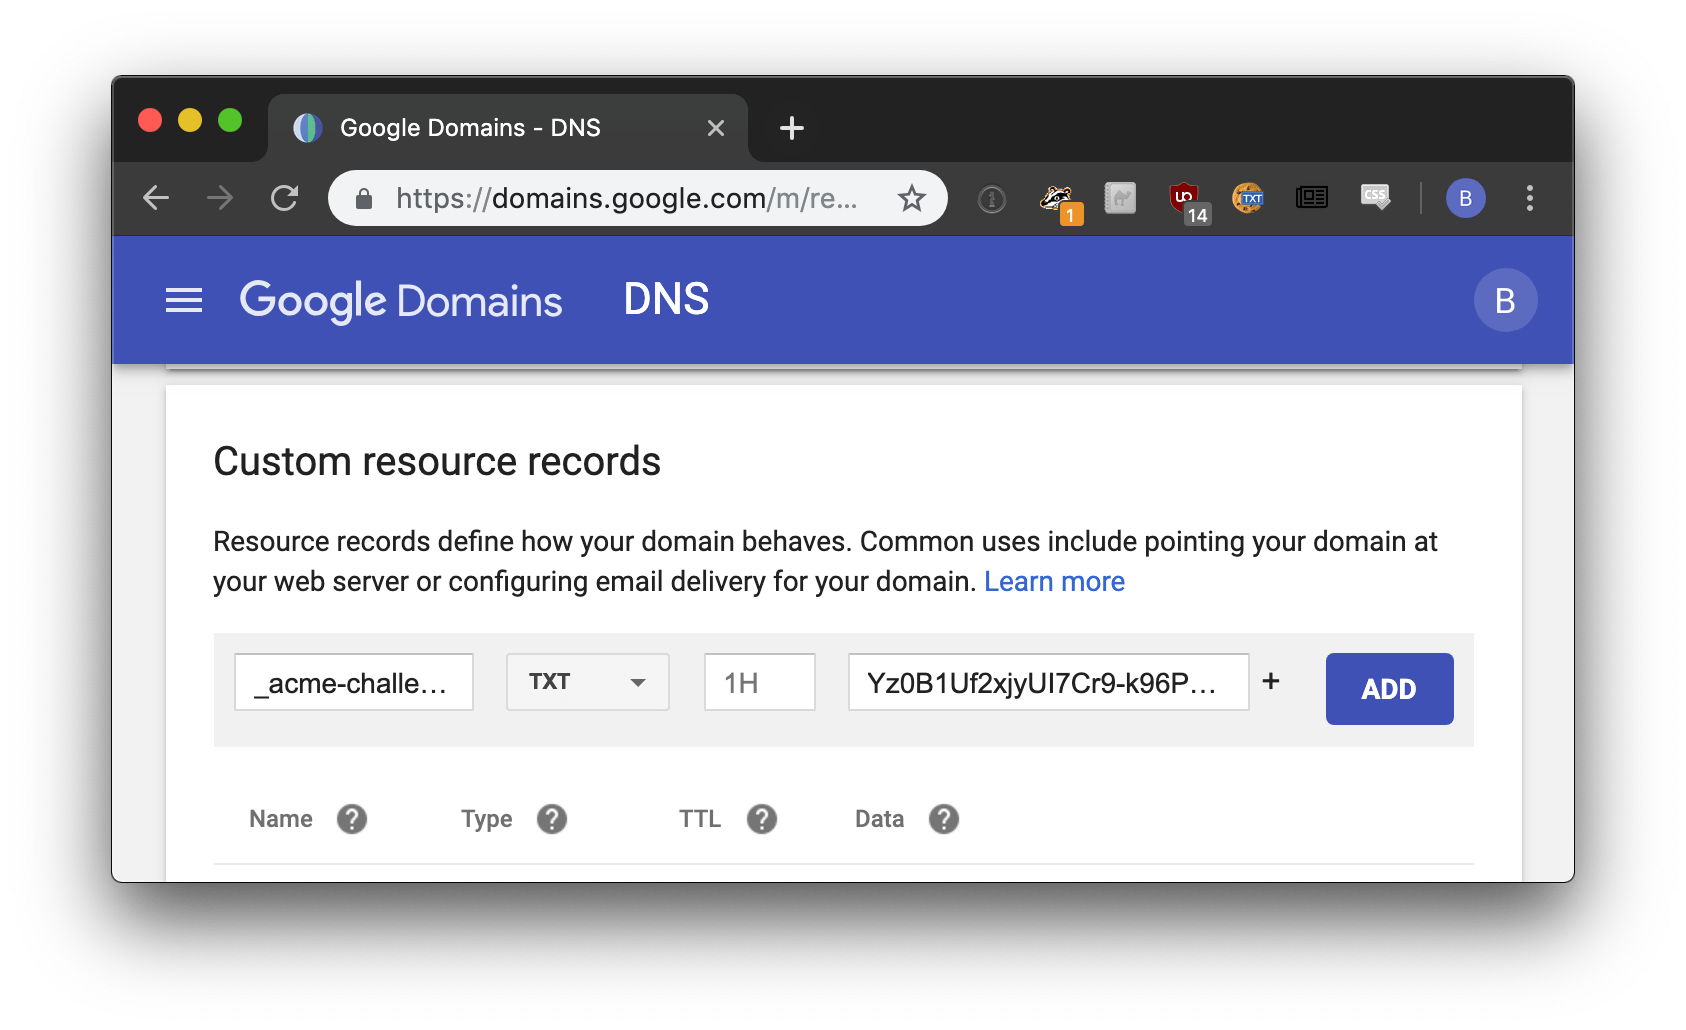 Google Domains - DNS
https://domains.google.com/m/re...
1
14
TXT
CSS
B
Google Domains DNS B
Custom resource records
Resource records define how your domain behaves. Common uses include pointing your domain at
your web server or configuring email delivery for your domain. Learn more
_acme-challe... TXT 1H Yz0B1Uf2xjyUI7Cr9-k96P... + ADD
Name ? Type ? TTL ? Data ?